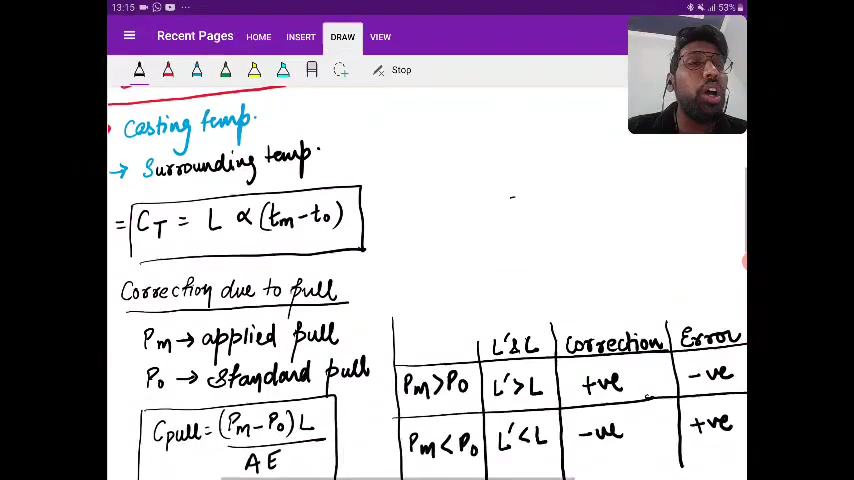 13:15
53%
Recent Pages HOME INSERT DRAW VIEW
Stop
Casting temp.
→ Surrounding temp.
= C_T = L ∝ (tm - to)
Correction due to pull
Pm → applied pull
Po → Standard pull
Cpull = (Pm - Po) L / AE
L' & L Correction Error
Pm > Po L' > L +ve -ve
Pm < Po L' < L -ve +ve